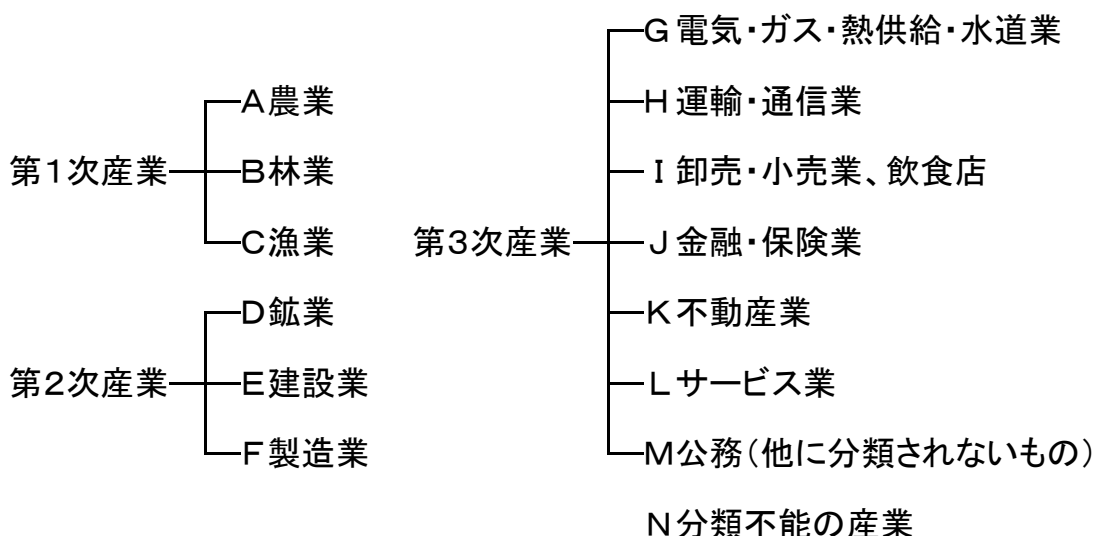 第1次産業
A農業
B林業
C漁業
第2次産業
D鉱業
E建設業
F製造業
第3次産業
G電気・ガス・熱供給・水道業
H運輸・通信業
I卸売・小売業、飲食店
J金融・保険業
K不動産業
Lサービス業
M公務(他に分類されないもの)
N分類不能の産業